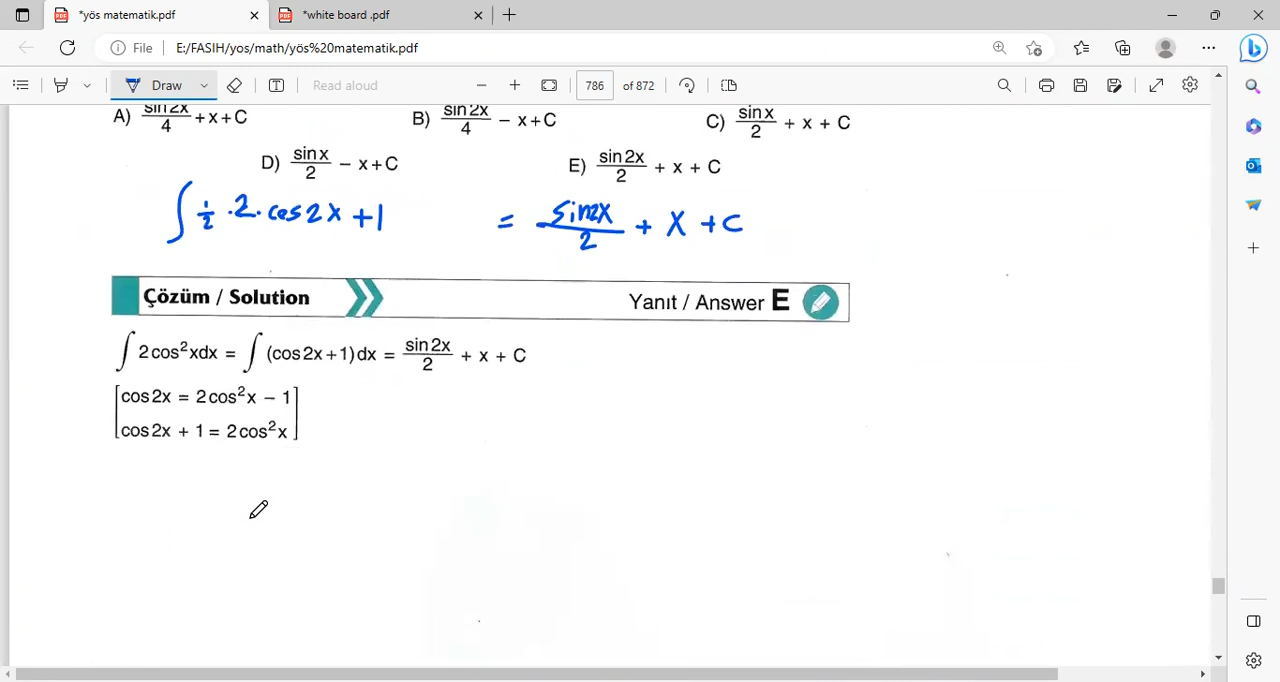 *yös matematik.pdf
*white board .pdf
File E:/FASIH/yos/math/yös%20matematik.pdf
Draw Read aloud 786 of 872
A) sin2x/4 + x + C B) sin2x/4 − x + C C) sinx/2 + x + C
D) sinx/2 − x + C E) sin2x/2 + x + C
∫ 1/2 · 2 · cos 2x + 1 = sin2x/2 + x + C
Çözüm / Solution Yanıt / Answer E
∫ 2cos²xdx = ∫ (cos2x + 1)dx = sin2x/2 + x + C
[cos2x = 2cos²x − 1
cos2x + 1 = 2cos²x]